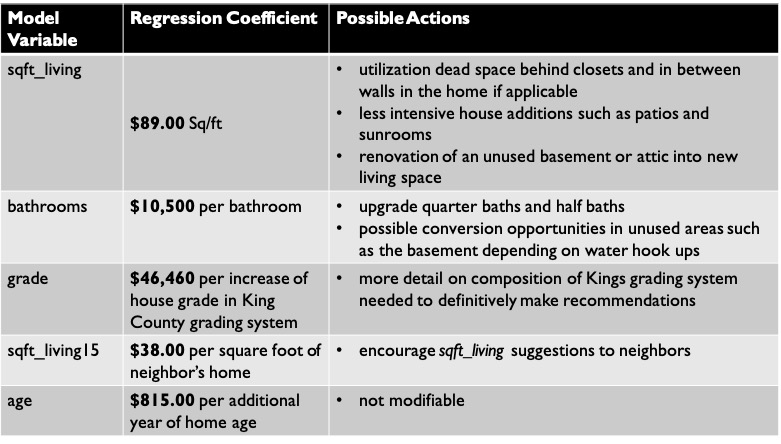 Model Variable
Regression Coefficient
Possible Actions
sqft_living
$89.00 Sq/ft
• utilization dead space behind closets and in between
walls in the home if applicable
• less intensive house additions such as patios and
sunrooms
• renovation of an unused basement or attic into new
living space
bathrooms
$10,500 per bathroom
• upgrade quarter baths and half baths
• possible conversion opportunities in unused areas such
as the basement depending on water hook ups
grade
$46,460 per increase of
house grade in King
County grading system
• more detail on composition of Kings grading system
needed to definitively make recommendations
sqft_living15
$38.00 per square foot of
neighbor's home
• encourage sqft_living suggestions to neighbors
age
$815.00 per additional
year of home age
• not modifiable